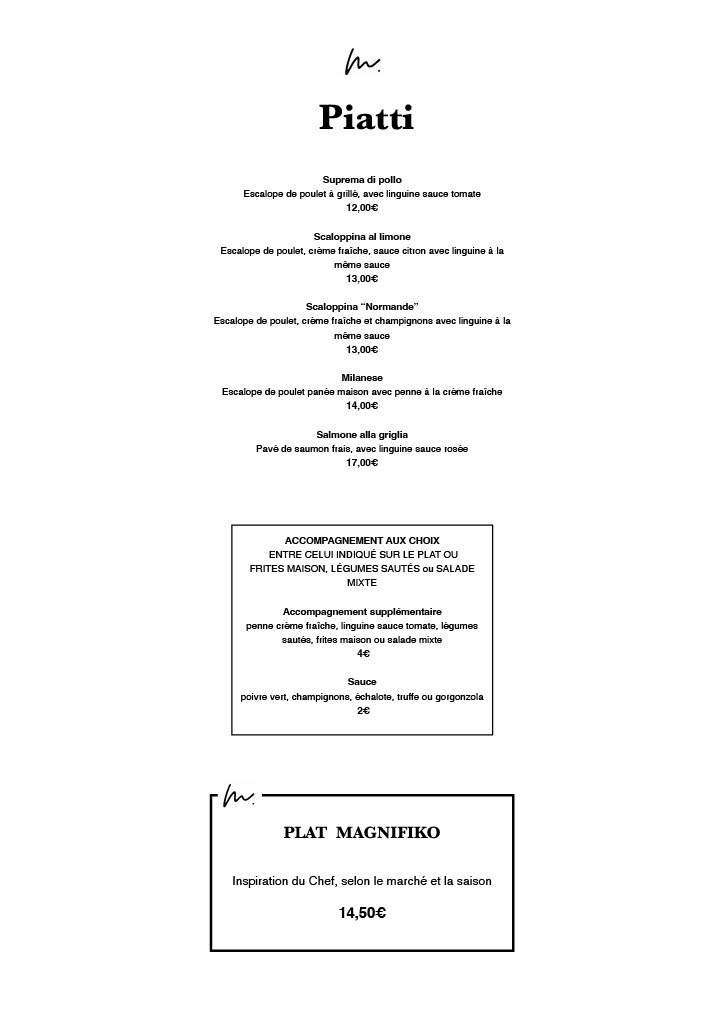 m.
Piatti
Suprema di pollo
Escalope de poulet à grillé, avec linguine sauce tomate
12,00€
Scaloppina al limone
Escalope de poulet, crème fraîche, sauce citron avec linguine à la
même sauce
13,00€
Scaloppina “Normande”
Escalope de poulet, crème fraîche et champignons avec linguine à la
même sauce
13,00€
Milanese
Escalope de poulet panée maison avec penne à la crème fraîche
14,00€
Salmone alla griglia
Pavé de saumon frais, avec linguine sauce rosée
17,00€
ACCOMPAGNEMENT AUX CHOIX
ENTRE CELUI INDIQUÉ SUR LE PLAT OU
FRITES MAISON, LÉGUMES SAUTÉS ou SALADE
MIXTE
Accompagnement supplémentaire
penne crème fraîche, linguine sauce tomate, légumes
sautés, frites maison ou salade mixte
4€
Sauce
poivre vert, champignons, échalote, truffe ou gorgonzola
2€
m.
PLAT MAGNIFIKO
Inspiration du Chef, selon le marché et la saison
14,50€